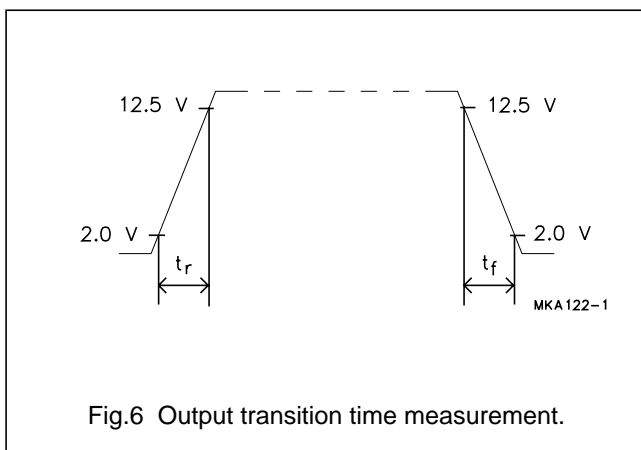 12.5 V
12.5 V
2.0 V
2.0 V
tr
tf
MKA122-1
Fig.6 Output transition time measurement.